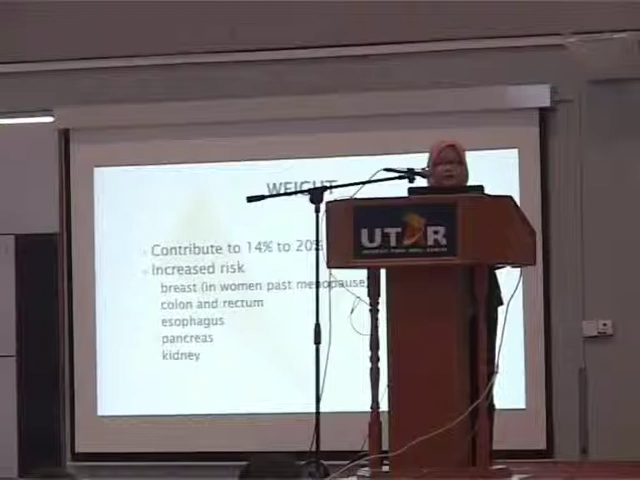 WEIGHT
Contribute to 14% to 20%
Increased risk
breast (in women past menopause)
colon and rectum
esophagus
pancreas
kidney
UTAR